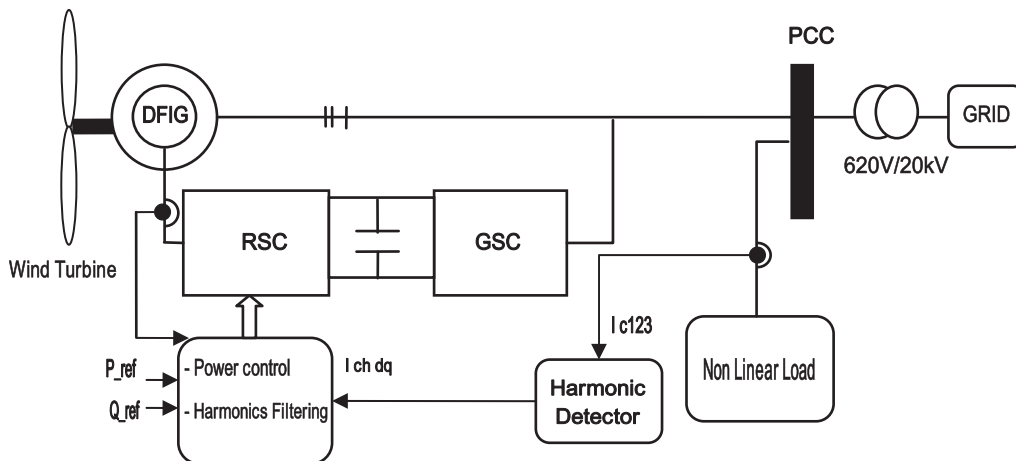 PCC
DFIG
GRID
620V/20kV
RSC
GSC
Wind Turbine
I c123
P_ref
- Power control
I ch dq
Harmonic
Detector
Non Linear Load
Q_ref
- Harmonics Filtering